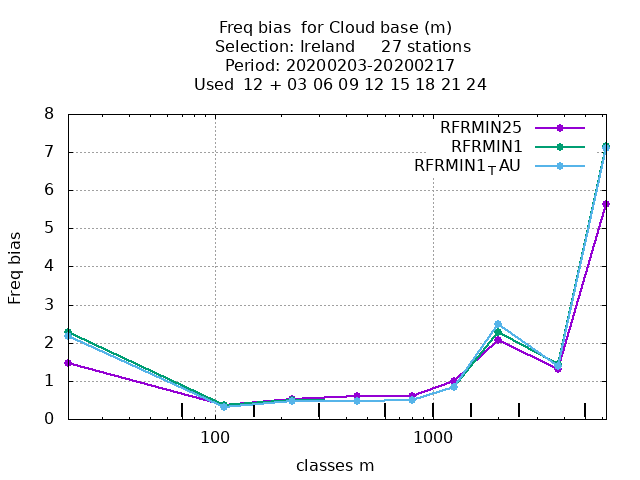 Freq bias  for Cloud base (m)
Selection: Ireland     27 stations
Period: 20200203-20200217
Used  12 + 03 06 09 12 15 18 21 24
RFRMIN25
RFRMIN1
RFRMIN1TAU
8
7
6
5
4
3
2
1
0
Freq bias
100 1000
classes m